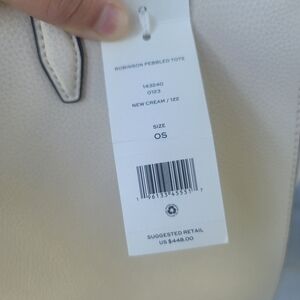 ROBINSON PEBBLED TOTE
143240
0123
NEW CREAM / 122
SIZE
OS
SUGGESTED RETAIL
US $448.00